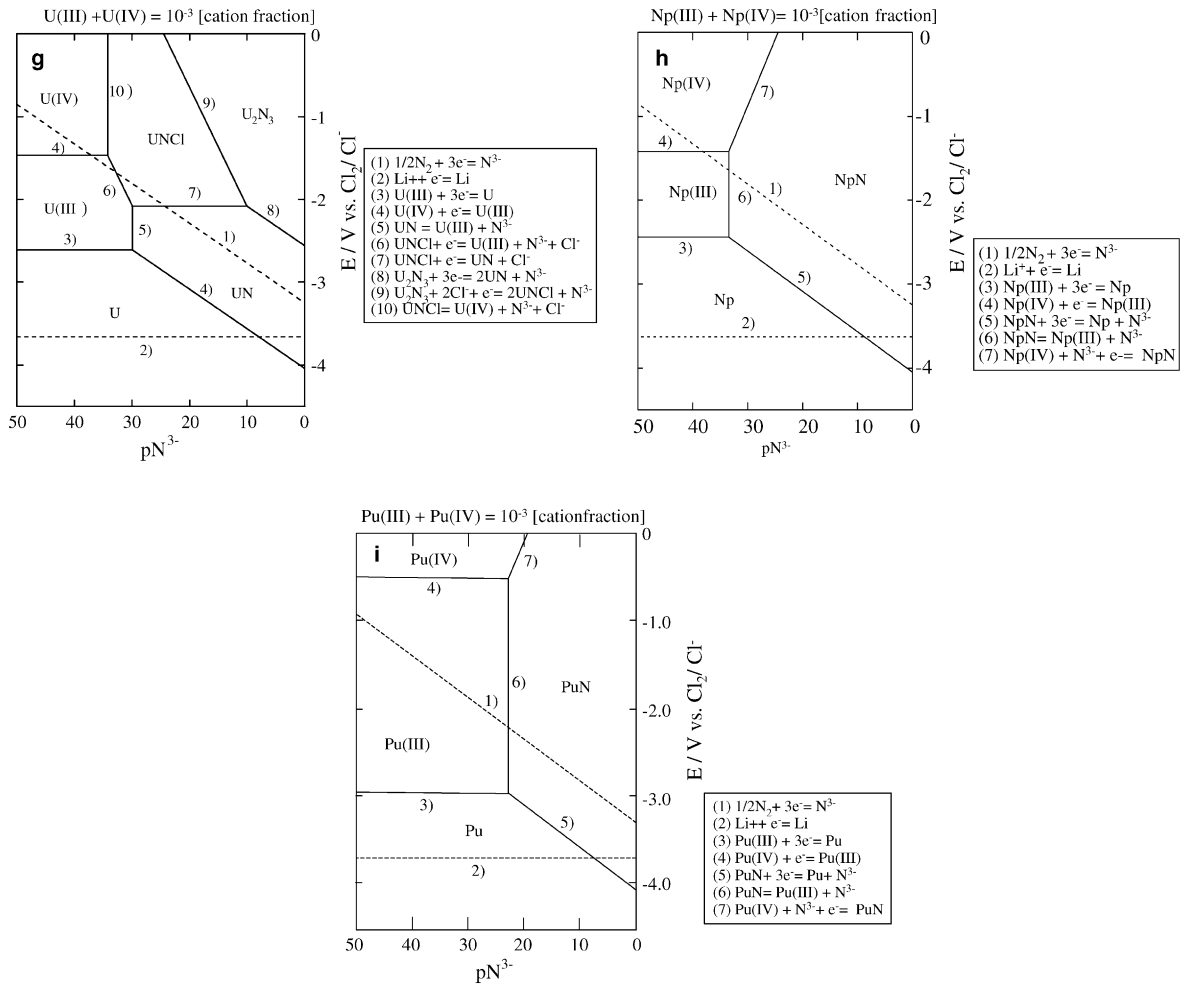 U(III) +U(IV) = 10⁻³ [cation fraction]
g
U(IV)
10 )
9)
U₂N₃
UNCl
4)
6)
7)
U(III )
8)
3)
5)
1)
4)
UN
U
2)
0
-1
-2
-3
-4
E / V vs. Cl₂/ Cl⁻
50 40 30 20 10 0
pN³⁻
(1) 1/2N₂ + 3e⁻= N³⁻
(2) Li++ e⁻= Li
(3) U(III) + 3e⁻= U
(4) U(IV) + e⁻= U(III)
(5) UN = U(III) + N³⁻
(6) UNCl+ e⁻= U(III) + N³⁻+ Cl⁻
(7) UNCl+ e⁻= UN + Cl⁻
(8) U₂N₃+ 3e-= 2UN + N³⁻
(9) U₂N₃+ 2Cl⁻+ e⁻= 2UNCl + N³⁻
(10) UNCl= U(IV) + N³⁻+ Cl⁻
Np(III) + Np(IV)= 10⁻³[cation fraction]
h
Np(IV)
7)
4)
Np(III)
6)
1)
NpN
3)
5)
Np
2)
0
-1
-2
-3
-4
E / V vs. Cl₂/ Cl⁻
50 40 30 20 10 0
pN³⁻
(1) 1/2N₂ + 3e⁻= N³⁻
(2) Li⁺+ e⁻= Li
(3) Np(III) + 3e⁻= Np
(4) Np(IV) + e⁻= Np(III)
(5) NpN+ 3e⁻= Np + N³⁻
(6) NpN= Np(III) + N³⁻
(7) Np(IV) + N³⁻+ e-= NpN
Pu(III) + Pu(IV) = 10⁻³ [cationfraction]
i
Pu(IV)
7)
4)
6)
1)
PuN
Pu(III)
3)
5)
Pu
2)
0
-1.0
-2.0
-3.0
-4.0
E / V vs. Cl₂/ Cl⁻
50 40 30 20 10 0
pN³⁻
(1) 1/2N₂+ 3e⁻= N³⁻
(2) Li++ e⁻= Li
(3) Pu(III) + 3e⁻= Pu
(4) Pu(IV) + e⁻= Pu(III)
(5) PuN+ 3e⁻= Pu+ N³⁻
(6) PuN= Pu(III) + N³⁻
(7) Pu(IV) + N³⁻+ e⁻= PuN